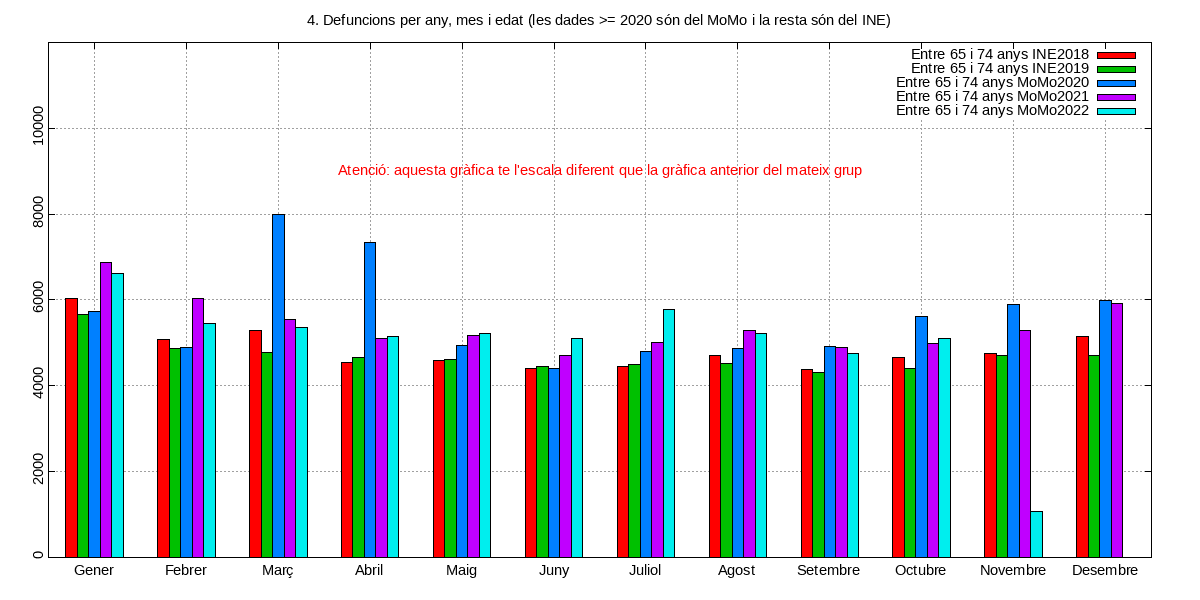 4. Defuncions per any, mes i edat (les dades >= 2020 són del MoMo i la resta són del INE)
Entre 65 i 74 anys INE2018
Entre 65 i 74 anys INE2019
Entre 65 i 74 anys MoMo2020
Entre 65 i 74 anys MoMo2021
Entre 65 i 74 anys MoMo2022
Atenció: aquesta gràfica te l'escala diferent que la gràfica anterior del mateix grup
10000
8000
6000
4000
2000
0
Gener Febrer Març Abril Maig Juny Juliol Agost Setembre Octubre Novembre Desembre